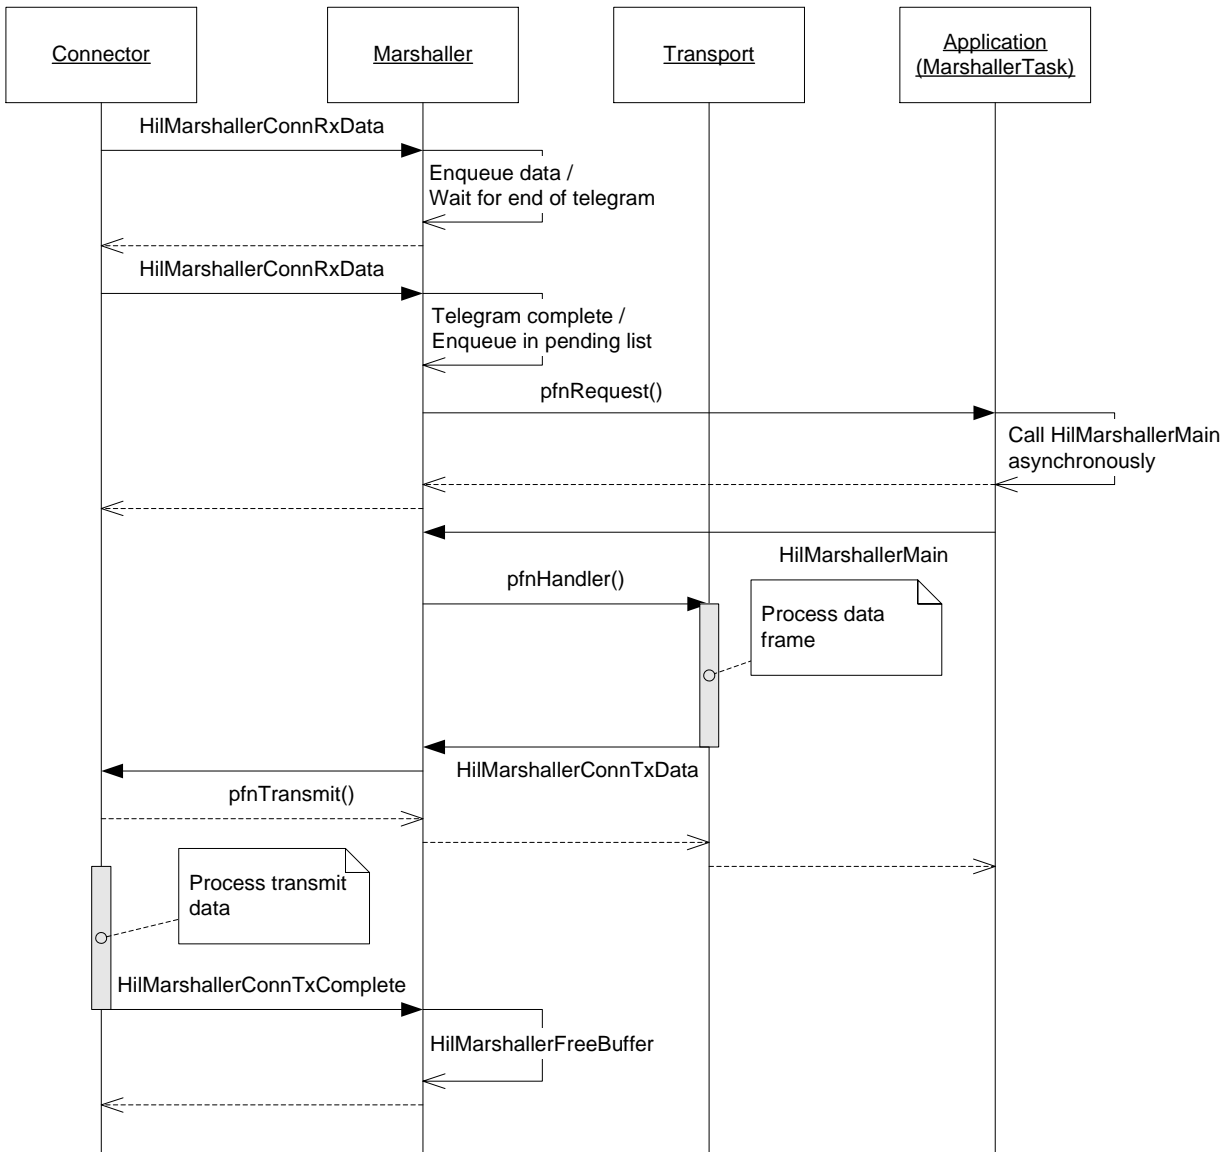 Connector
Marshaller
Transport
Application
(MarshallerTask)
HilMarshallerConnRxData
Enqueue data /
Wait for end of telegram
HilMarshallerConnRxData
Telegram complete /
Enqueue in pending list
pfnRequest()
Call HilMarshallerMain
asynchronously
HilMarshallerMain
pfnHandler()
Process data
frame
HilMarshallerConnTxData
pfnTransmit()
Process transmit
data
HilMarshallerConnTxComplete
HilMarshallerFreeBuffer